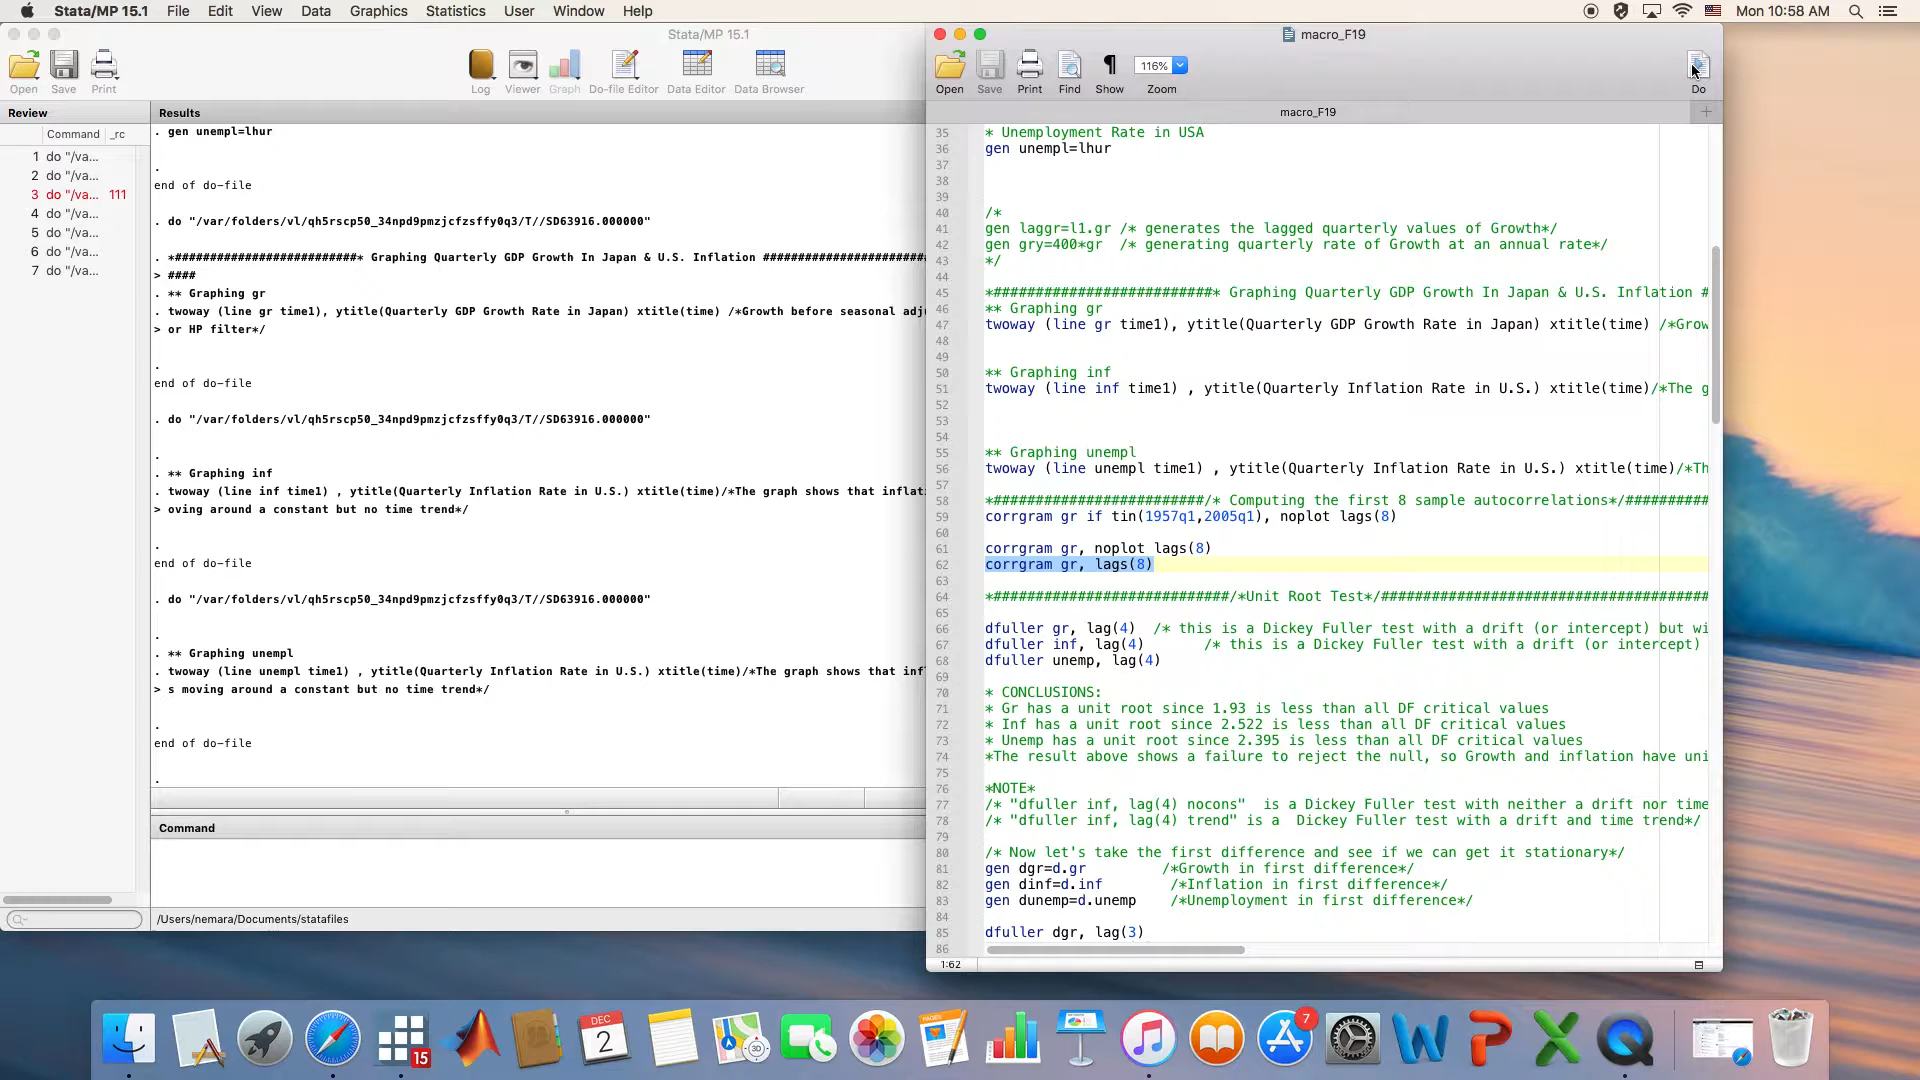 Stata/MP 15.1 File Edit View Data Graphics Statistics User Window Help Mon 10:58 AM
Stata/MP 15.1
Open Save Print Log Viewer Graph Do-file Editor Data Editor Data Browser
Review
Command _rc
1 do "/va...
2 do "/va...
3 do "/va... 111
4 do "/va...
5 do "/va...
6 do "/va...
7 do "/va...
Results
. gen unempl=lhur
.
end of do-file
. do "/var/folders/vl/qh5rscp50_34npd9pmzjcfzsffy0q3/T//SD63916.000000"
. *##########################* Graphing Quarterly GDP Growth In Japan & U.S. Inflation ########################
> ####
. ** Graphing gr
. twoway (line gr time1), ytitle(Quarterly GDP Growth Rate in Japan) xtitle(time) /*Growth before seasonal adj
> or HP filter*/
.
end of do-file
. do "/var/folders/vl/qh5rscp50_34npd9pmzjcfzsffy0q3/T//SD63916.000000"
.
. ** Graphing inf
. twoway (line inf time1) , ytitle(Quarterly Inflation Rate in U.S.) xtitle(time)/*The graph shows that inflat
> oving around a constant but no time trend*/
.
end of do-file
. do "/var/folders/vl/qh5rscp50_34npd9pmzjcfzsffy0q3/T//SD63916.000000"
.
. ** Graphing unempl
. twoway (line unempl time1) , ytitle(Quarterly Inflation Rate in U.S.) xtitle(time)/*The graph shows that inf
> s moving around a constant but no time trend*/
.
end of do-file
.
Command
/Users/nemara/Documents/statafiles
macro_F19
Open Save Print Find Show 116% Zoom Do
macro_F19
35 * Unemployment Rate in USA
36 gen unempl=lhur
37
38
39
40 /*
41 gen laggr=l1.gr /* generates the lagged quarterly values of Growth*/
42 gen gry=400*gr /* generating quarterly rate of Growth at an annual rate*/
43 */
44
45 *##########################* Graphing Quarterly GDP Growth In Japan & U.S. Inflation #
46 ** Graphing gr
47 twoway (line gr time1), ytitle(Quarterly GDP Growth Rate in Japan) xtitle(time) /*Grow
48
49
50 ** Graphing inf
51 twoway (line inf time1) , ytitle(Quarterly Inflation Rate in U.S.) xtitle(time)/*The g
52
53
54
55 ** Graphing unempl
56 twoway (line unempl time1) , ytitle(Quarterly Inflation Rate in U.S.) xtitle(time)/*Th
57
58 *#########################/* Computing the first 8 sample autocorrelations*/##########
59 corrgram gr if tin(1957q1,2005q1), noplot lags(8)
60
61 corrgram gr, noplot lags(8)
62 corrgram gr, lags(8)
63
64 *############################/*Unit Root Test*/#######################################
65
66 dfuller gr, lag(4) /* this is a Dickey Fuller test with a drift (or intercept) but wi
67 dfuller inf, lag(4) /* this is a Dickey Fuller test with a drift (or intercept)
68 dfuller unemp, lag(4)
69
70 * CONCLUSIONS:
71 * Gr has a unit root since 1.93 is less than all DF critical values
72 * Inf has a unit root since 2.522 is less than all DF critical values
73 * Unemp has a unit root since 2.395 is less than all DF critical values
74 *The result above shows a failure to reject the null, so Growth and inflation have uni
75
76 *NOTE*
77 /* "dfuller inf, lag(4) nocons" is a Dickey Fuller test with neither a drift nor time
78 /* "dfuller inf, lag(4) trend" is a Dickey Fuller test with a drift and time trend*/
79
80 /* Now let's take the first difference and see if we can get it stationary*/
81 gen dgr=d.gr /*Growth in first difference*/
82 gen dinf=d.inf /*Inflation in first difference*/
83 gen dunemp=d.unemp /*Unemployment in first difference*/
84
85 dfuller dgr, lag(3)
86
1:62
15
DEC
2
3D
PAGES
7